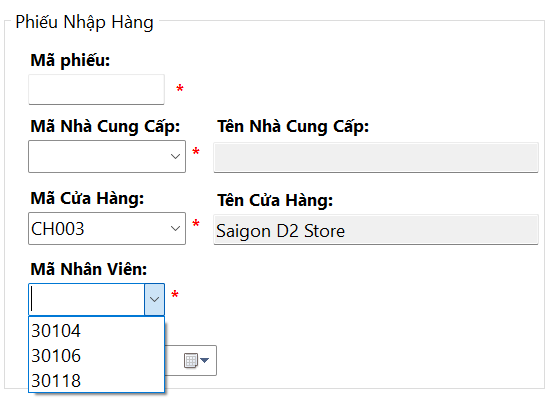 Phiếu Nhập Hàng
Mã phiếu:
*
Mã Nhà Cung Cấp: Tên Nhà Cung Cấp:
*
Mã Cửa Hàng: Tên Cửa Hàng:
CH003 * Saigon D2 Store
Mã Nhân Viên:
*
30104
30106
30118